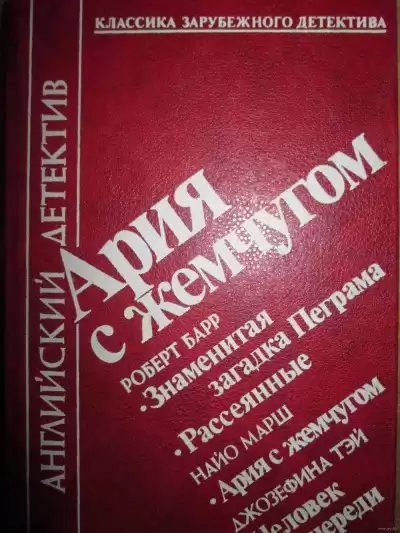 КЛАССИКА ЗАРУБЕЖНОГО ДЕТЕКТИВА
АНГЛИЙСКИЙ ДЕТЕКТИВ
Ария
с жемчугом
РОБЕРТ БАРР
• Знаменитая
загадка Пеграма
• Рассеянные
НАЙО МАРШ
• Ария с жемчугом
ДЖОЗЕФИНА ТЭЙ
Человек